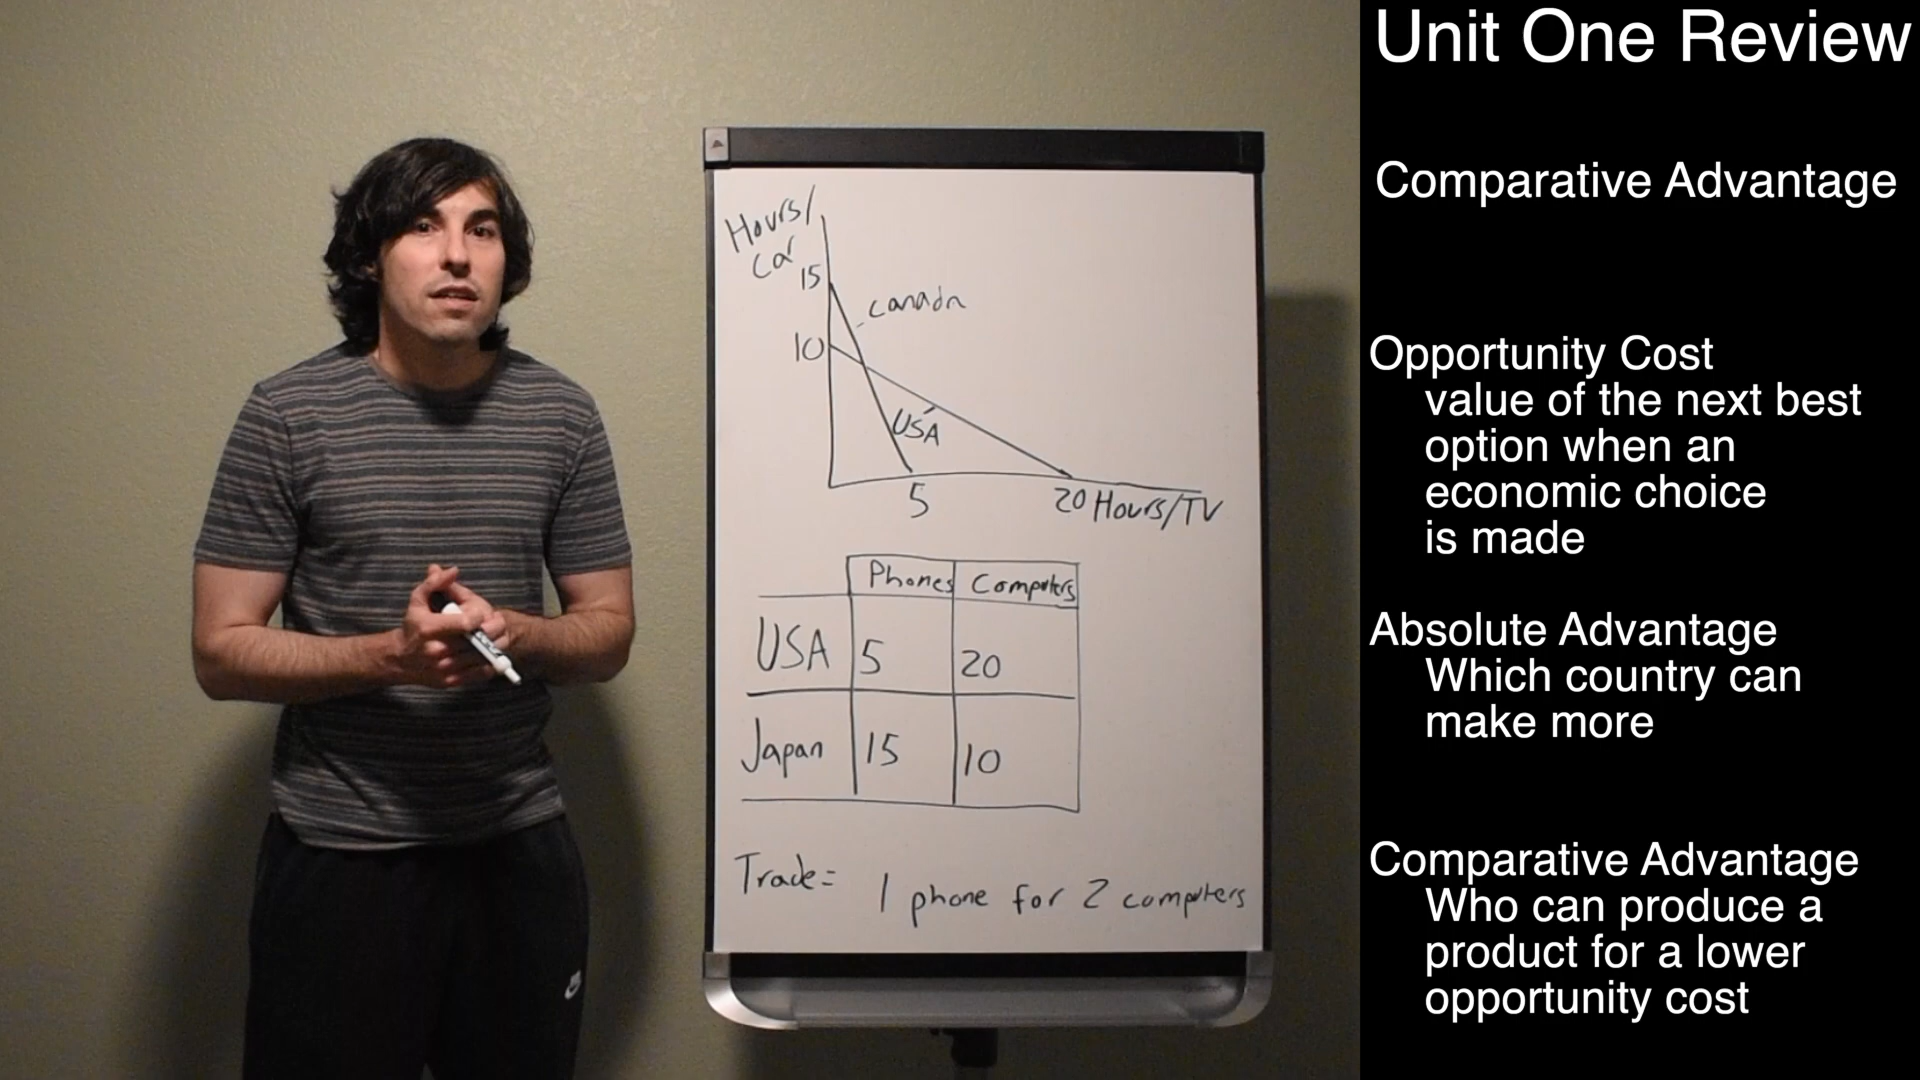 Unit One Review
Comparative Advantage
Opportunity Cost
value of the next best
option when an
economic choice
is made
Absolute Advantage
Which country can
make more
Comparative Advantage
Who can produce a
product for a lower
opportunity cost
Hours/
Car
15
Canada
10
USA
5
20 Hours/TV
Phones Computers
USA 5 20
Japan 15 10
Trade = 1 phone for 2 computers